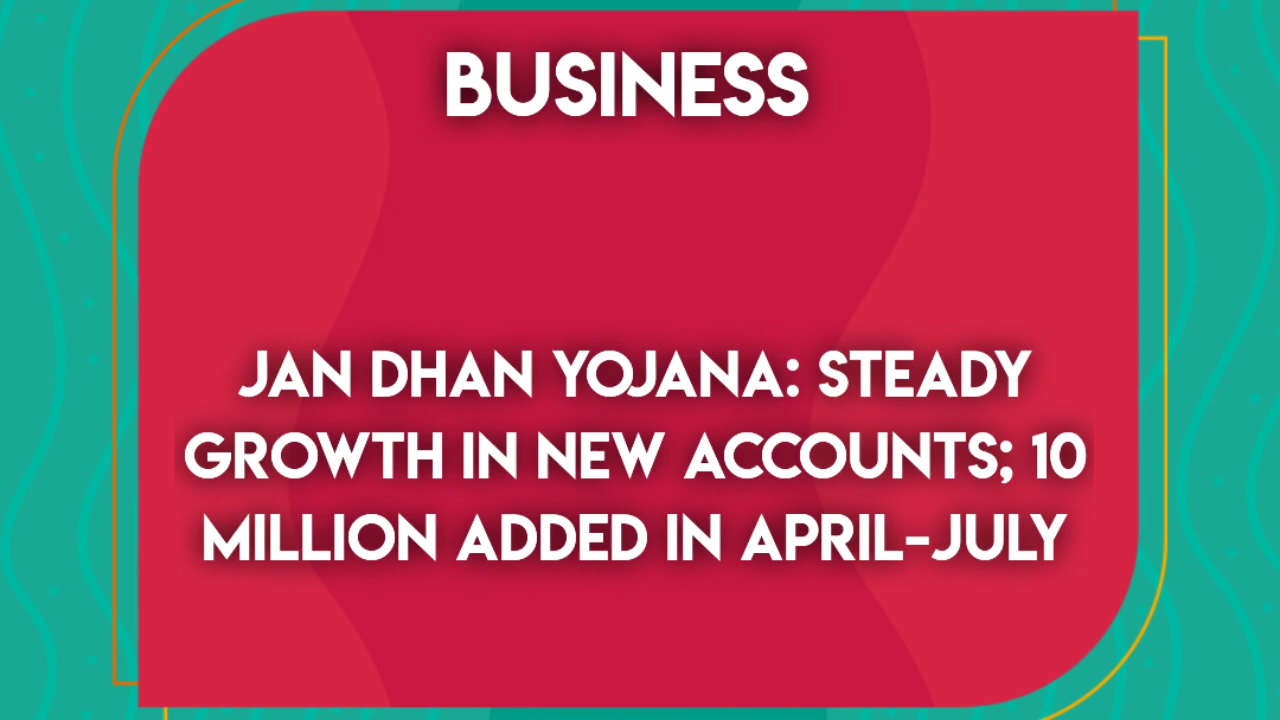 BUSINESS
JAN DHAN YOJANA: STEADY
GROWTH IN NEW ACCOUNTS; 10
MILLION ADDED IN APRIL-JULY